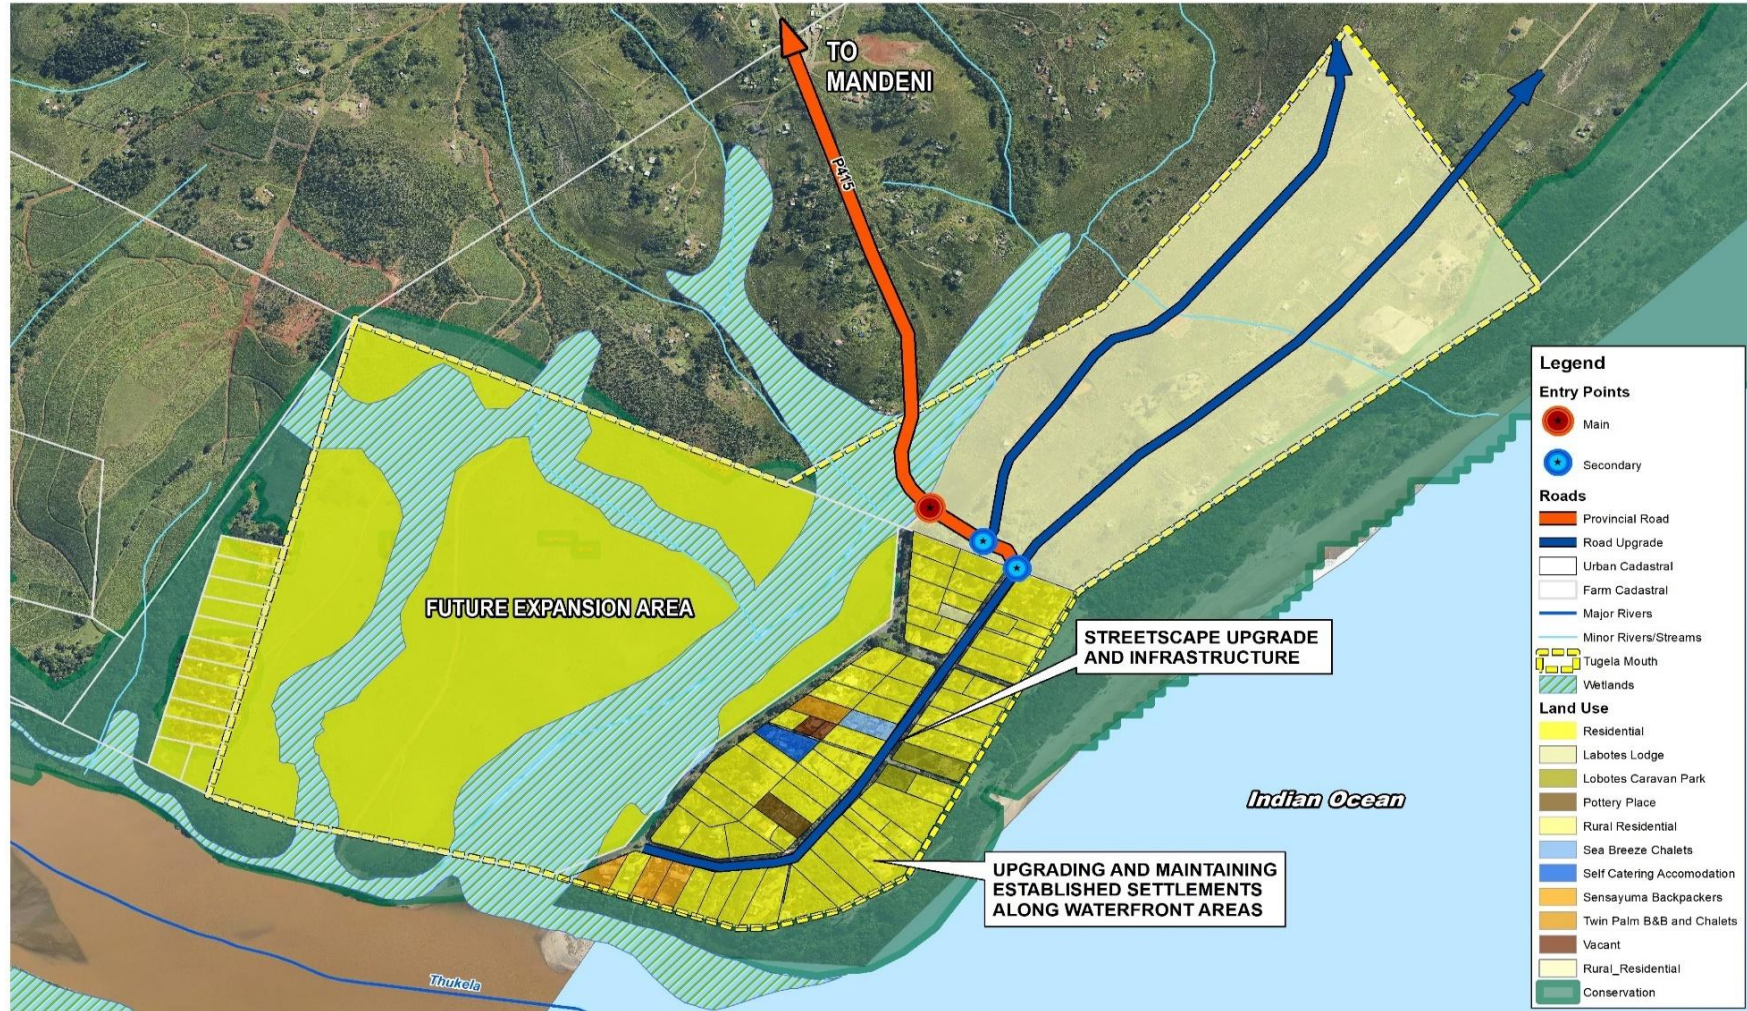 TO
MANDENI
P415
FUTURE EXPANSION AREA
STREETSCAPE UPGRADE
AND INFRASTRUCTURE
Indian Ocean
UPGRADING AND MAINTAINING
ESTABLISHED SETTLEMENTS
ALONG WATERFRONT AREAS
Thukela
Legend
Entry Points
Main
Secondary
Roads
Provincial Road
Road Upgrade
Urban Cadastral
Farm Cadastral
Major Rivers
Minor Rivers/Streams
Tugela Mouth
Wetlands
Land Use
Residential
Labotes Lodge
Lobotes Caravan Park
Pottery Place
Rural Residential
Sea Breeze Chalets
Self Catering Accomodation
Sensayuma Backpackers
Twin Palm B&B and Chalets
Vacant
Rural_Residential
Conservation